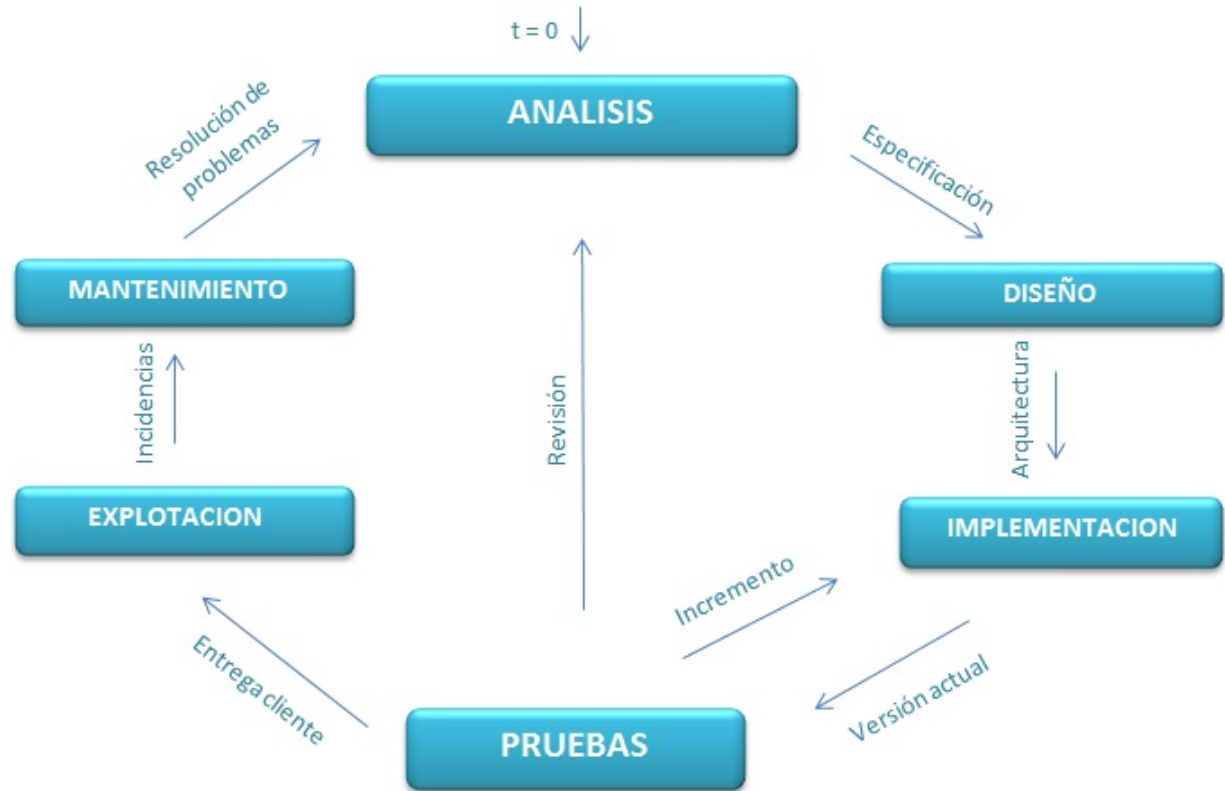 t = 0
ANALISIS
Resolución de
problemas
Especificación
MANTENIMIENTO
DISEÑO
Incidencias
Revisión
Arquitectura
EXPLOTACION
IMPLEMENTACION
Incremento
Entrega cliente
Versión actual
PRUEBAS